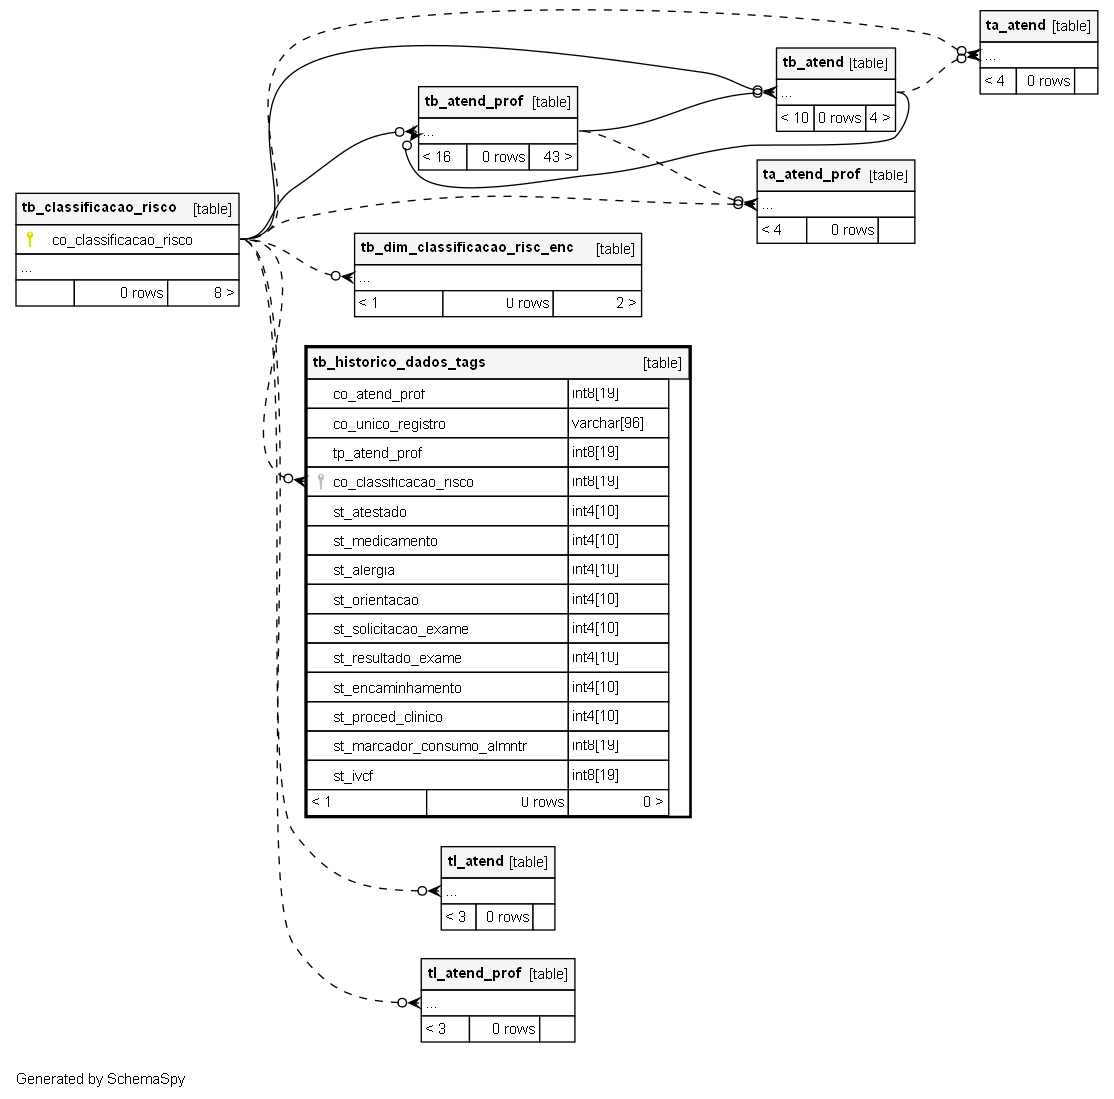 ta_atend [table]
...
< 4 0 rows
tb_atend [table]
...
< 10 0 rows 4 >
tb_atend_prof [table]
...
< 16 0 rows 43 >
ta_atend_prof [table]
...
< 4 0 rows
tb_classificacao_risco [table]
co_classificacao_risco
...
0 rows 8 >
tb_dim_classificacao_risc_enc [table]
...
< 1 0 rows 2 >
tb_historico_dados_tags [table]
co_atend_prof int8[19]
co_unico_registro varchar[96]
tp_atend_prof int8[19]
co_classificacao_risco int8[19]
st_atestado int4[10]
st_medicamento int4[10]
st_alergia int4[10]
st_orientacao int4[10]
st_solicitacao_exame int4[10]
st_resultado_exame int4[10]
st_encaminhamento int4[10]
st_proced_clinico int4[10]
st_marcador_consumo_almntr int8[19]
st_ivcf int8[19]
< 1 0 rows 0 >
tl_atend [table]
...
< 3 0 rows
tl_atend_prof [table]
...
< 3 0 rows
Generated by SchemaSpy